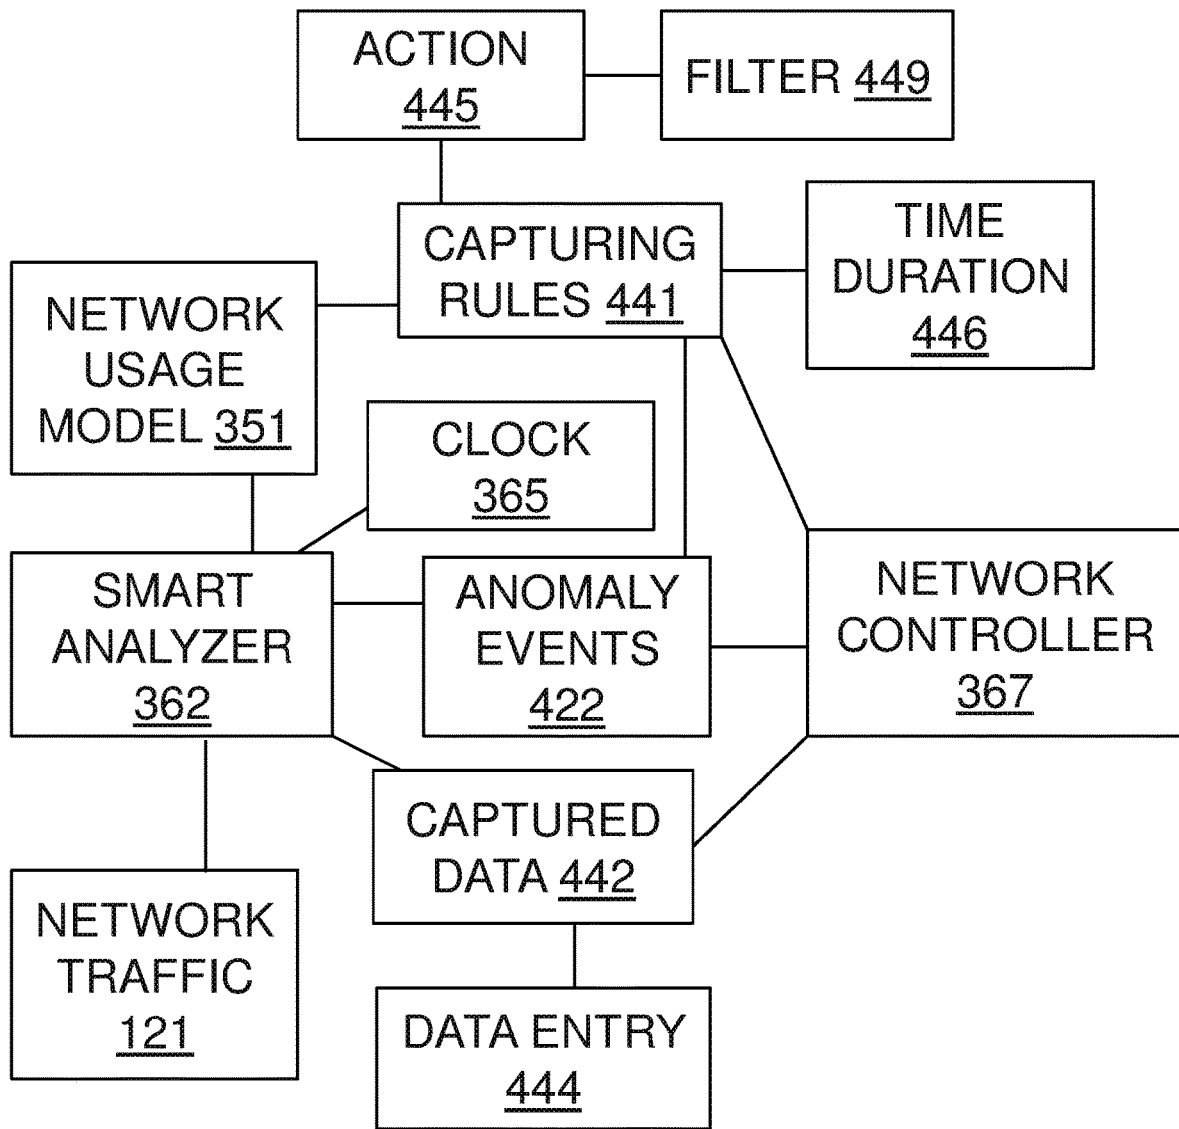 ACTION
445
FILTER 449
CAPTURING
RULES 441
TIME
DURATION
446
NETWORK
USAGE
MODEL 351
CLOCK
365
SMART
ANALYZER
362
ANOMALY
EVENTS
422
NETWORK
CONTROLLER
367
CAPTURED
DATA 442
NETWORK
TRAFFIC
121
DATA ENTRY
444